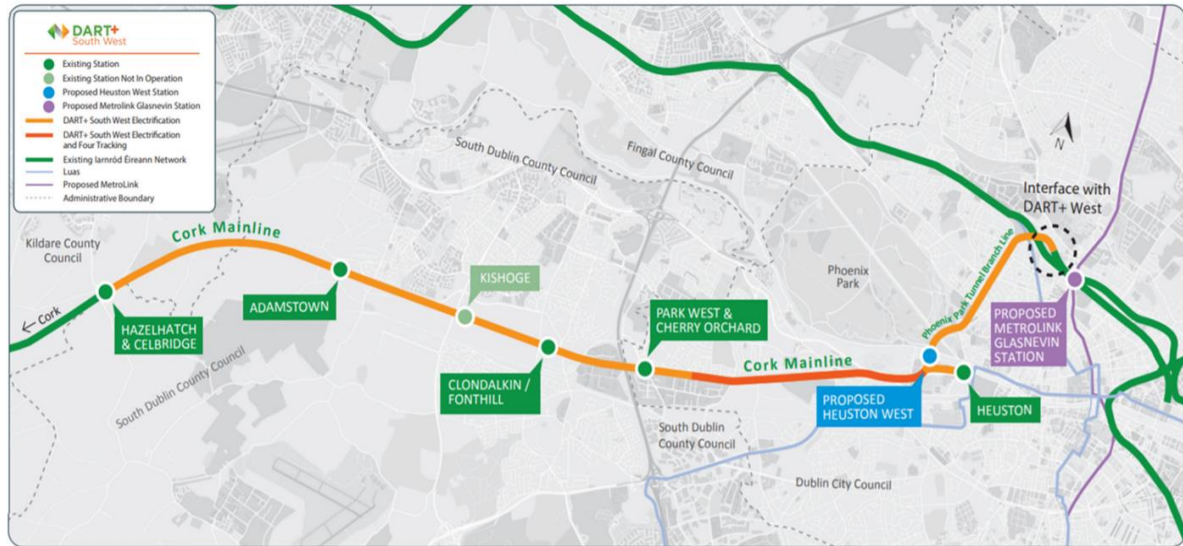 DART+
South West
Existing Station
Existing Station Not In Operation
Proposed Heuston West Station
Proposed Metrolink Glasnevin Station
DART+ South West Electrification
DART+ South West Electrification
and Four Tracking
Existing Iarnród Éireann Network
Luas
Proposed MetroLink
Administrative Boundary
South Dublin County Council
Fingal County Council
N
Interface with
DART+ West
Kildare County
Council
Cork Mainline
← Cork
HAZELHATCH
& CELBRIDGE
ADAMSTOWN
KISHOGE
South Dublin County Council
CLONDALKIN /
FONTHILL
PARK WEST &
CHERRY ORCHARD
Cork Mainline
Phoenix
Park
Phoenix Park Tunnel Branch Line
PROPOSED
METROLINK
GLASNEVIN
STATION
PROPOSED
HEUSTON WEST
HEUSTON
South Dublin
County Council
Dublin City Council